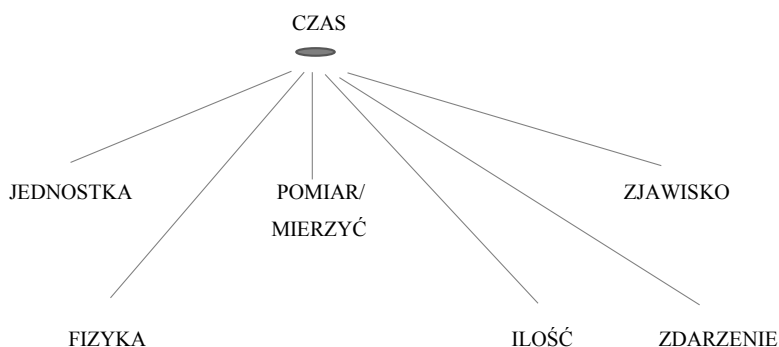 CZAS
JEDNOSTKA
POMIAR/
MIERZYĆ
ZJAWISKO
FIZYKA
ILOŚĆ
ZDARZENIE